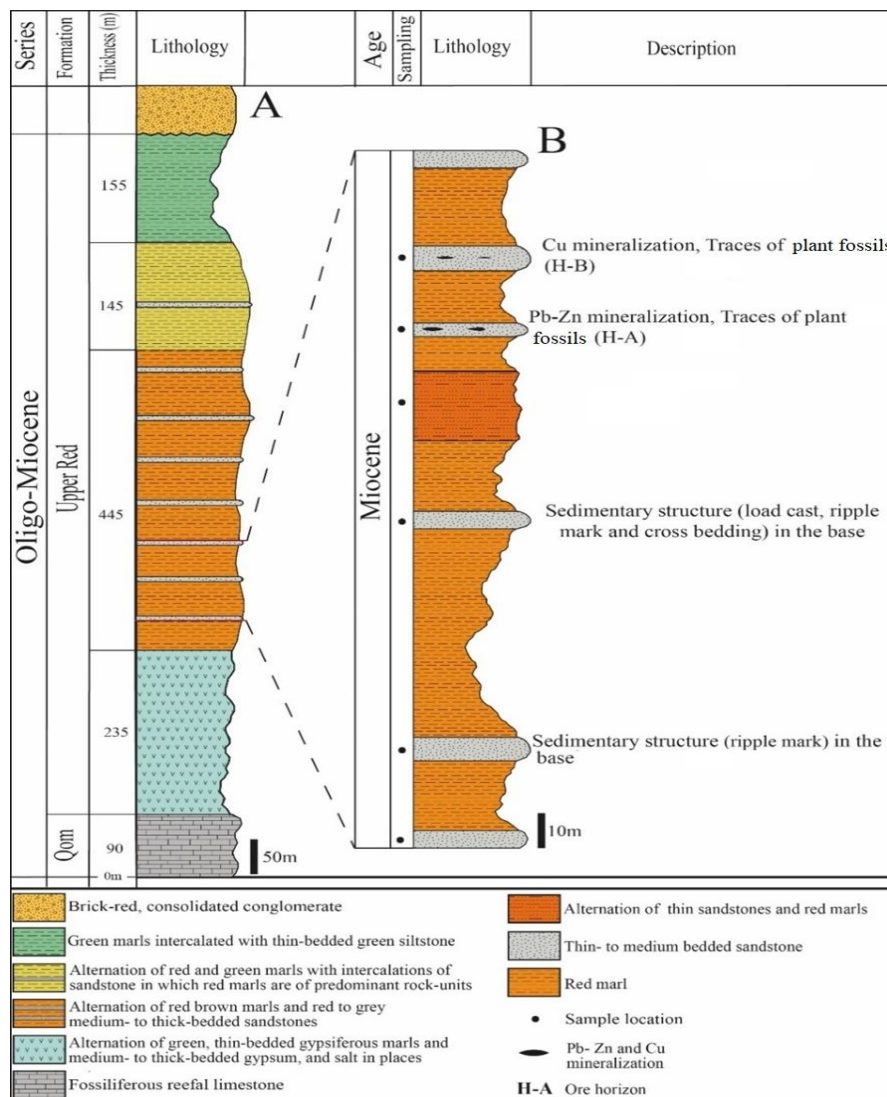 Series
Formation
Thickness (m)
Lithology
Age
Sampling
Lithology
Description
A
B
Oligo-Miocene
Upper Red
Qom
155
145
445
235
90
0m
50m
Miocene
Cu mineralization, Traces of plant fossils
(H-B)
Pb-Zn mineralization, Traces of plant
fossils (H-A)
Sedimentary structure (load cast, ripple
mark and cross bedding) in the base
Sedimentary structure (ripple mark) in the
base
10m
Brick-red, consolidated conglomerate
Green marls intercalated with thin-bedded green siltstone
Alternation of red and green marls with intercalations of
sandstone in which red marls are of predominant rock-units
Alternation of red brown marls and red to grey
medium- to thick-bedded sandstones
Alternation of green, thin-bedded gypsiferous marls and
medium- to thick-bedded gypsum, and salt in places
Fossiliferous reefal limestone
Alternation of thin sandstones and red marls
Thin- to medium bedded sandstone
Red marl
Sample location
Pb- Zn and Cu
mineralization
H-A Ore horizon